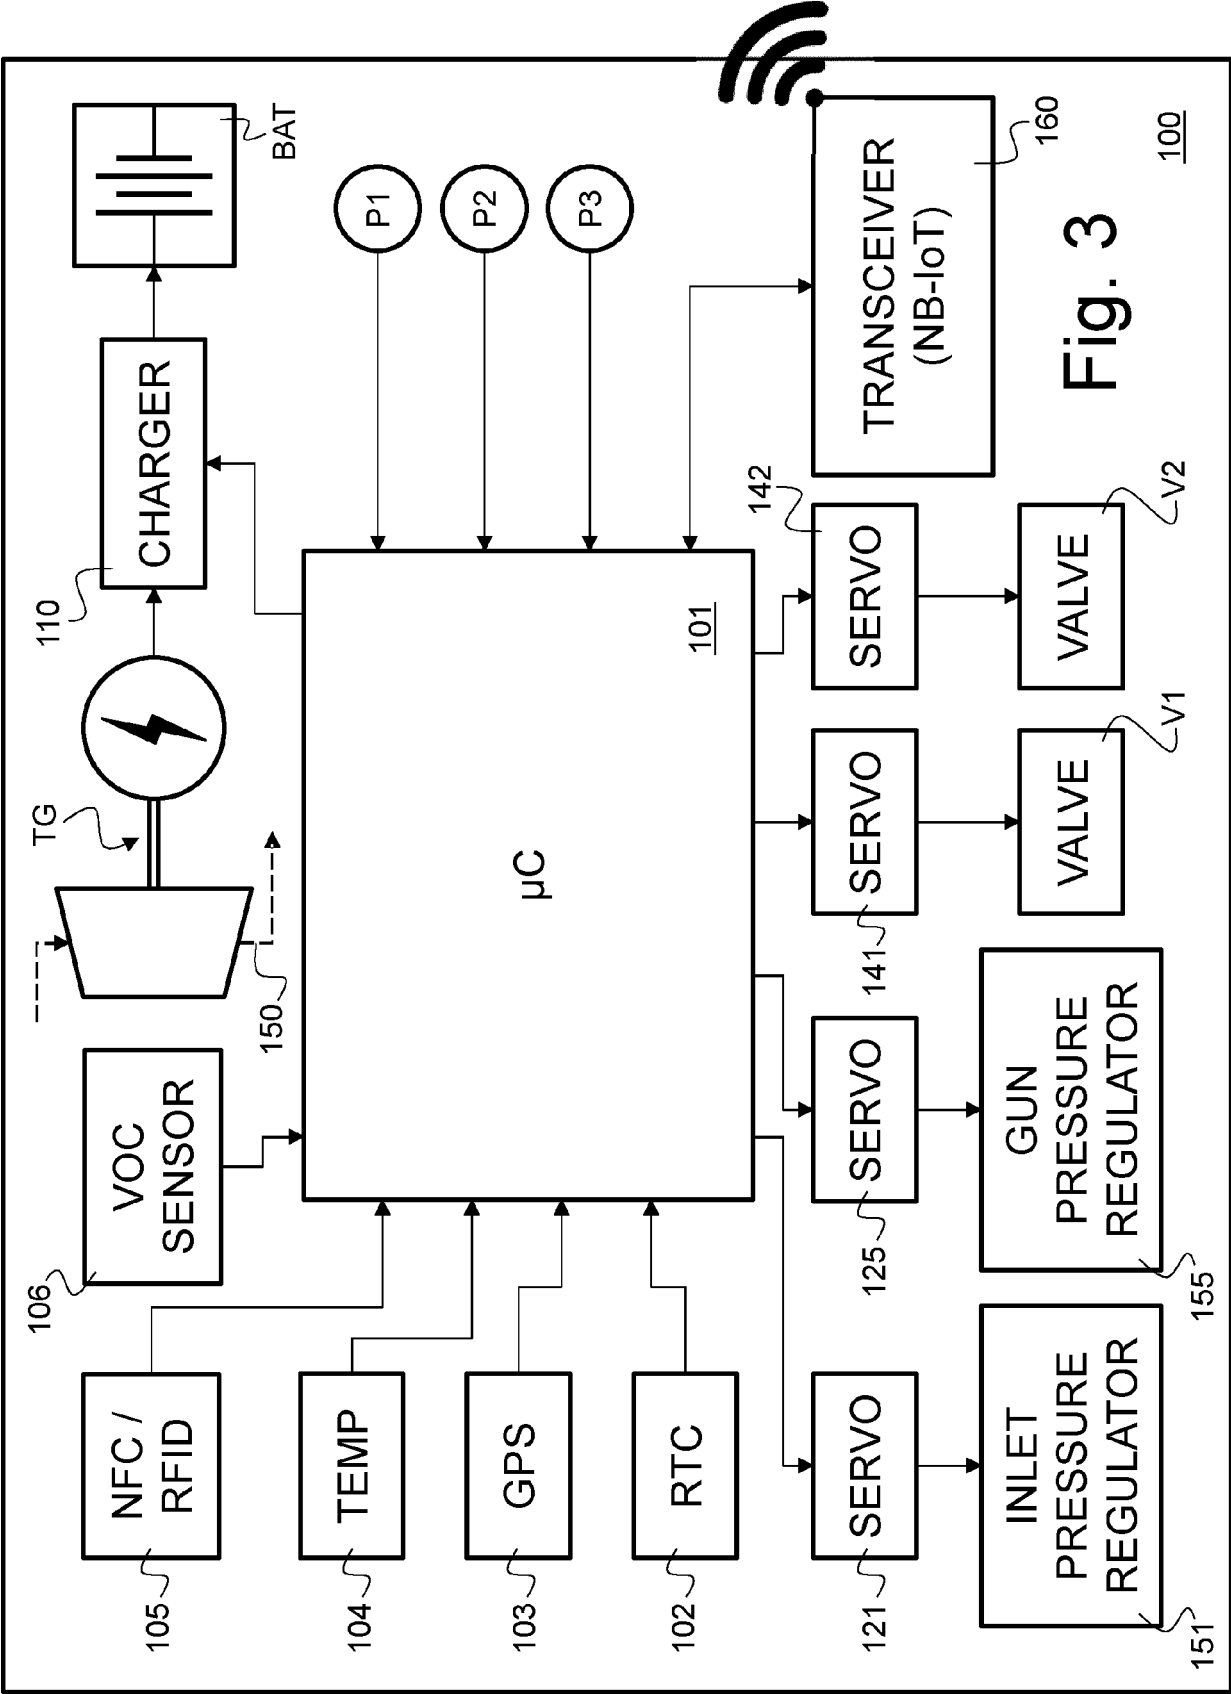 105
NFC /
RFID
106
VOC
SENSOR
150
TG
110
CHARGER
BAT
104
TEMP
103
GPS
102
RTC
µC
101
P1
P2
P3
121
SERVO
125
SERVO
141
SERVO
142
SERVO
TRANSCEIVER
(NB-IoT)
160
151
INLET
PRESSURE
REGULATOR
155
GUN
PRESSURE
REGULATOR
VALVE
V1
VALVE
V2
Fig. 3
100